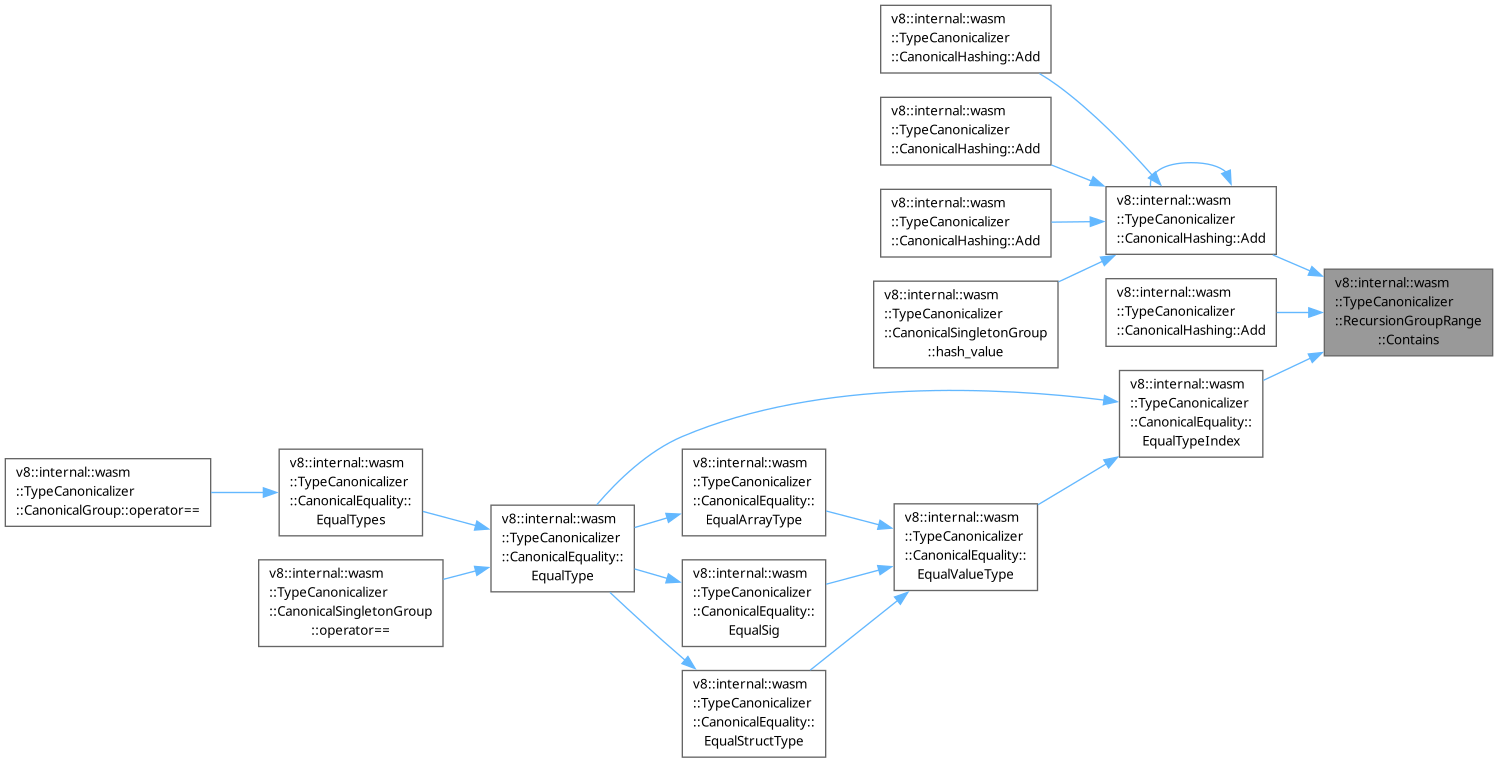 v8::internal::wasm
::TypeCanonicalizer
::CanonicalHashing::Add
v8::internal::wasm
::TypeCanonicalizer
::CanonicalHashing::Add
v8::internal::wasm
::TypeCanonicalizer
::CanonicalHashing::Add
v8::internal::wasm
::TypeCanonicalizer
::CanonicalHashing::Add
v8::internal::wasm
::TypeCanonicalizer
::RecursionGroupRange
::Contains
v8::internal::wasm
::TypeCanonicalizer
::CanonicalSingletonGroup
::hash_value
v8::internal::wasm
::TypeCanonicalizer
::CanonicalHashing::Add
v8::internal::wasm
::TypeCanonicalizer
::CanonicalEquality::
EqualTypeIndex
v8::internal::wasm
::TypeCanonicalizer
::CanonicalGroup::operator==
v8::internal::wasm
::TypeCanonicalizer
::CanonicalEquality::
EqualTypes
v8::internal::wasm
::TypeCanonicalizer
::CanonicalEquality::
EqualArrayType
v8::internal::wasm
::TypeCanonicalizer
::CanonicalEquality::
EqualType
v8::internal::wasm
::TypeCanonicalizer
::CanonicalEquality::
EqualValueType
v8::internal::wasm
::TypeCanonicalizer
::CanonicalSingletonGroup
::operator==
v8::internal::wasm
::TypeCanonicalizer
::CanonicalEquality::
EqualSig
v8::internal::wasm
::TypeCanonicalizer
::CanonicalEquality::
EqualStructType